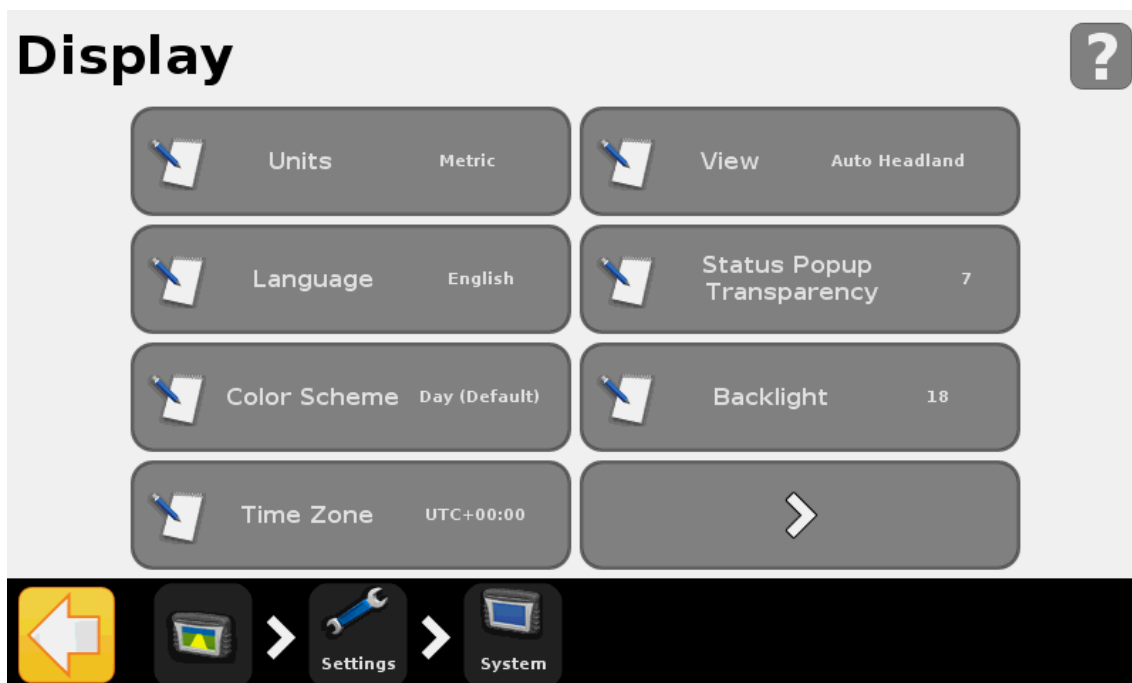 Display
?
Units Metric
View Auto Headland
Language English
Status Popup
Transparency 7
Color Scheme Day (Default)
Backlight 18
Time Zone UTC+00:00
Settings
System